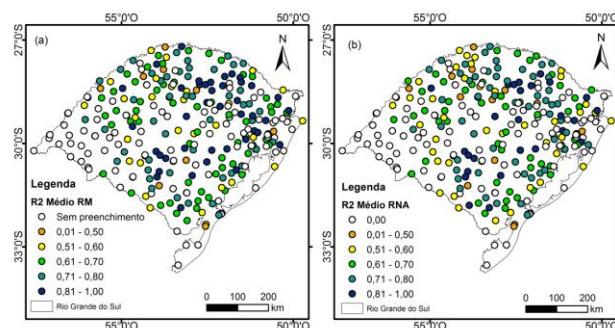 55°0'O 50°0'O
27°0'S
(a)
N
30°0'S
33°0'S
Legenda
R2 Médio RM
Sem preenchimento
0,01 - 0,50
0,51 - 0,60
0,61 - 0,70
0,71 - 0,80
0,81 - 1,00
Rio Grande do Sul
0 100 200
km
55°0'O 50°0'O
55°0'O 50°0'O
27°0'S
(b)
N
30°0'S
33°0'S
Legenda
R2 Médio RNA
0,00
0,01 - 0,50
0,51 - 0,60
0,61 - 0,70
0,71 - 0,80
0,81 - 1,00
Rio Grande do Sul
0 100 200
km
55°0'O 50°0'O